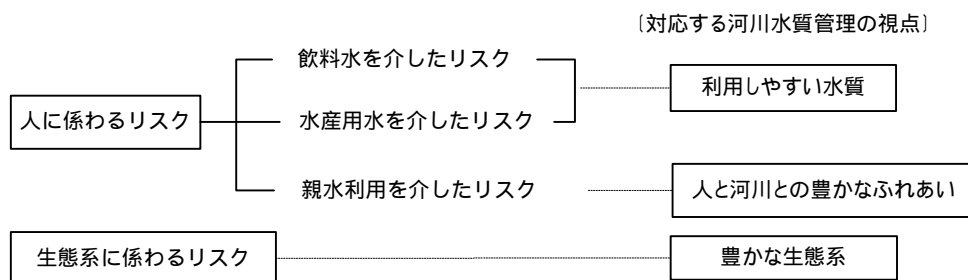 〔対応する河川水質管理の視点〕
飲料水を介したリスク
利用しやすい水質
人に係わるリスク
水産用水を介したリスク
親水利用を介したリスク
人と河川との豊かなふれあい
生態系に係わるリスク
豊かな生態系